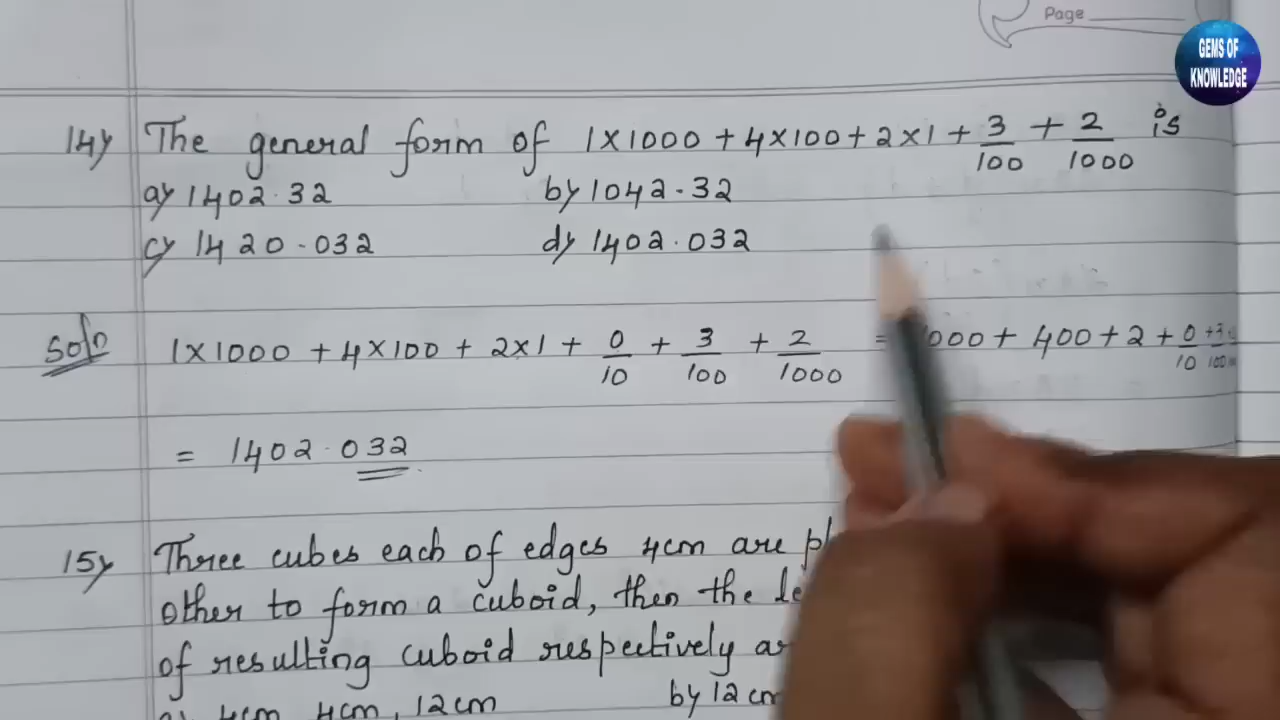 Page
GEMS OF
KNOWLEDGE
14) The general form of 1×1000 + 4×100 + 2×1 + 3/100 + 2/1000 is
a) 1402.32 b) 1042.32
c) 1420.032 d) 1402.032
Soln 1×1000 + 4×100 + 2×1 + 0/10 + 3/100 + 2/1000 = 000 + 400 + 2 + 0/10 + 3/100
= 1402.032
15) Three cubes each of edges 4cm are
other to form a cuboid, then the
of resulting cuboid respectively
a) 4cm, 4cm, 12cm b) 12cm